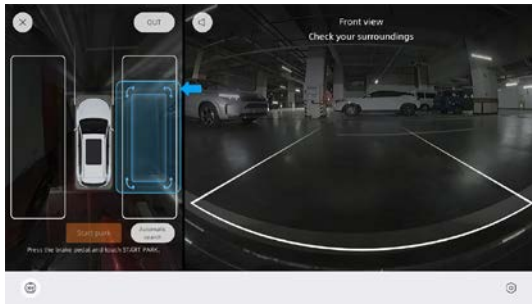 OUT
Front view
Check your surroundings
Start park
Automatic
search
Press the brake pedal and touch START PARK.